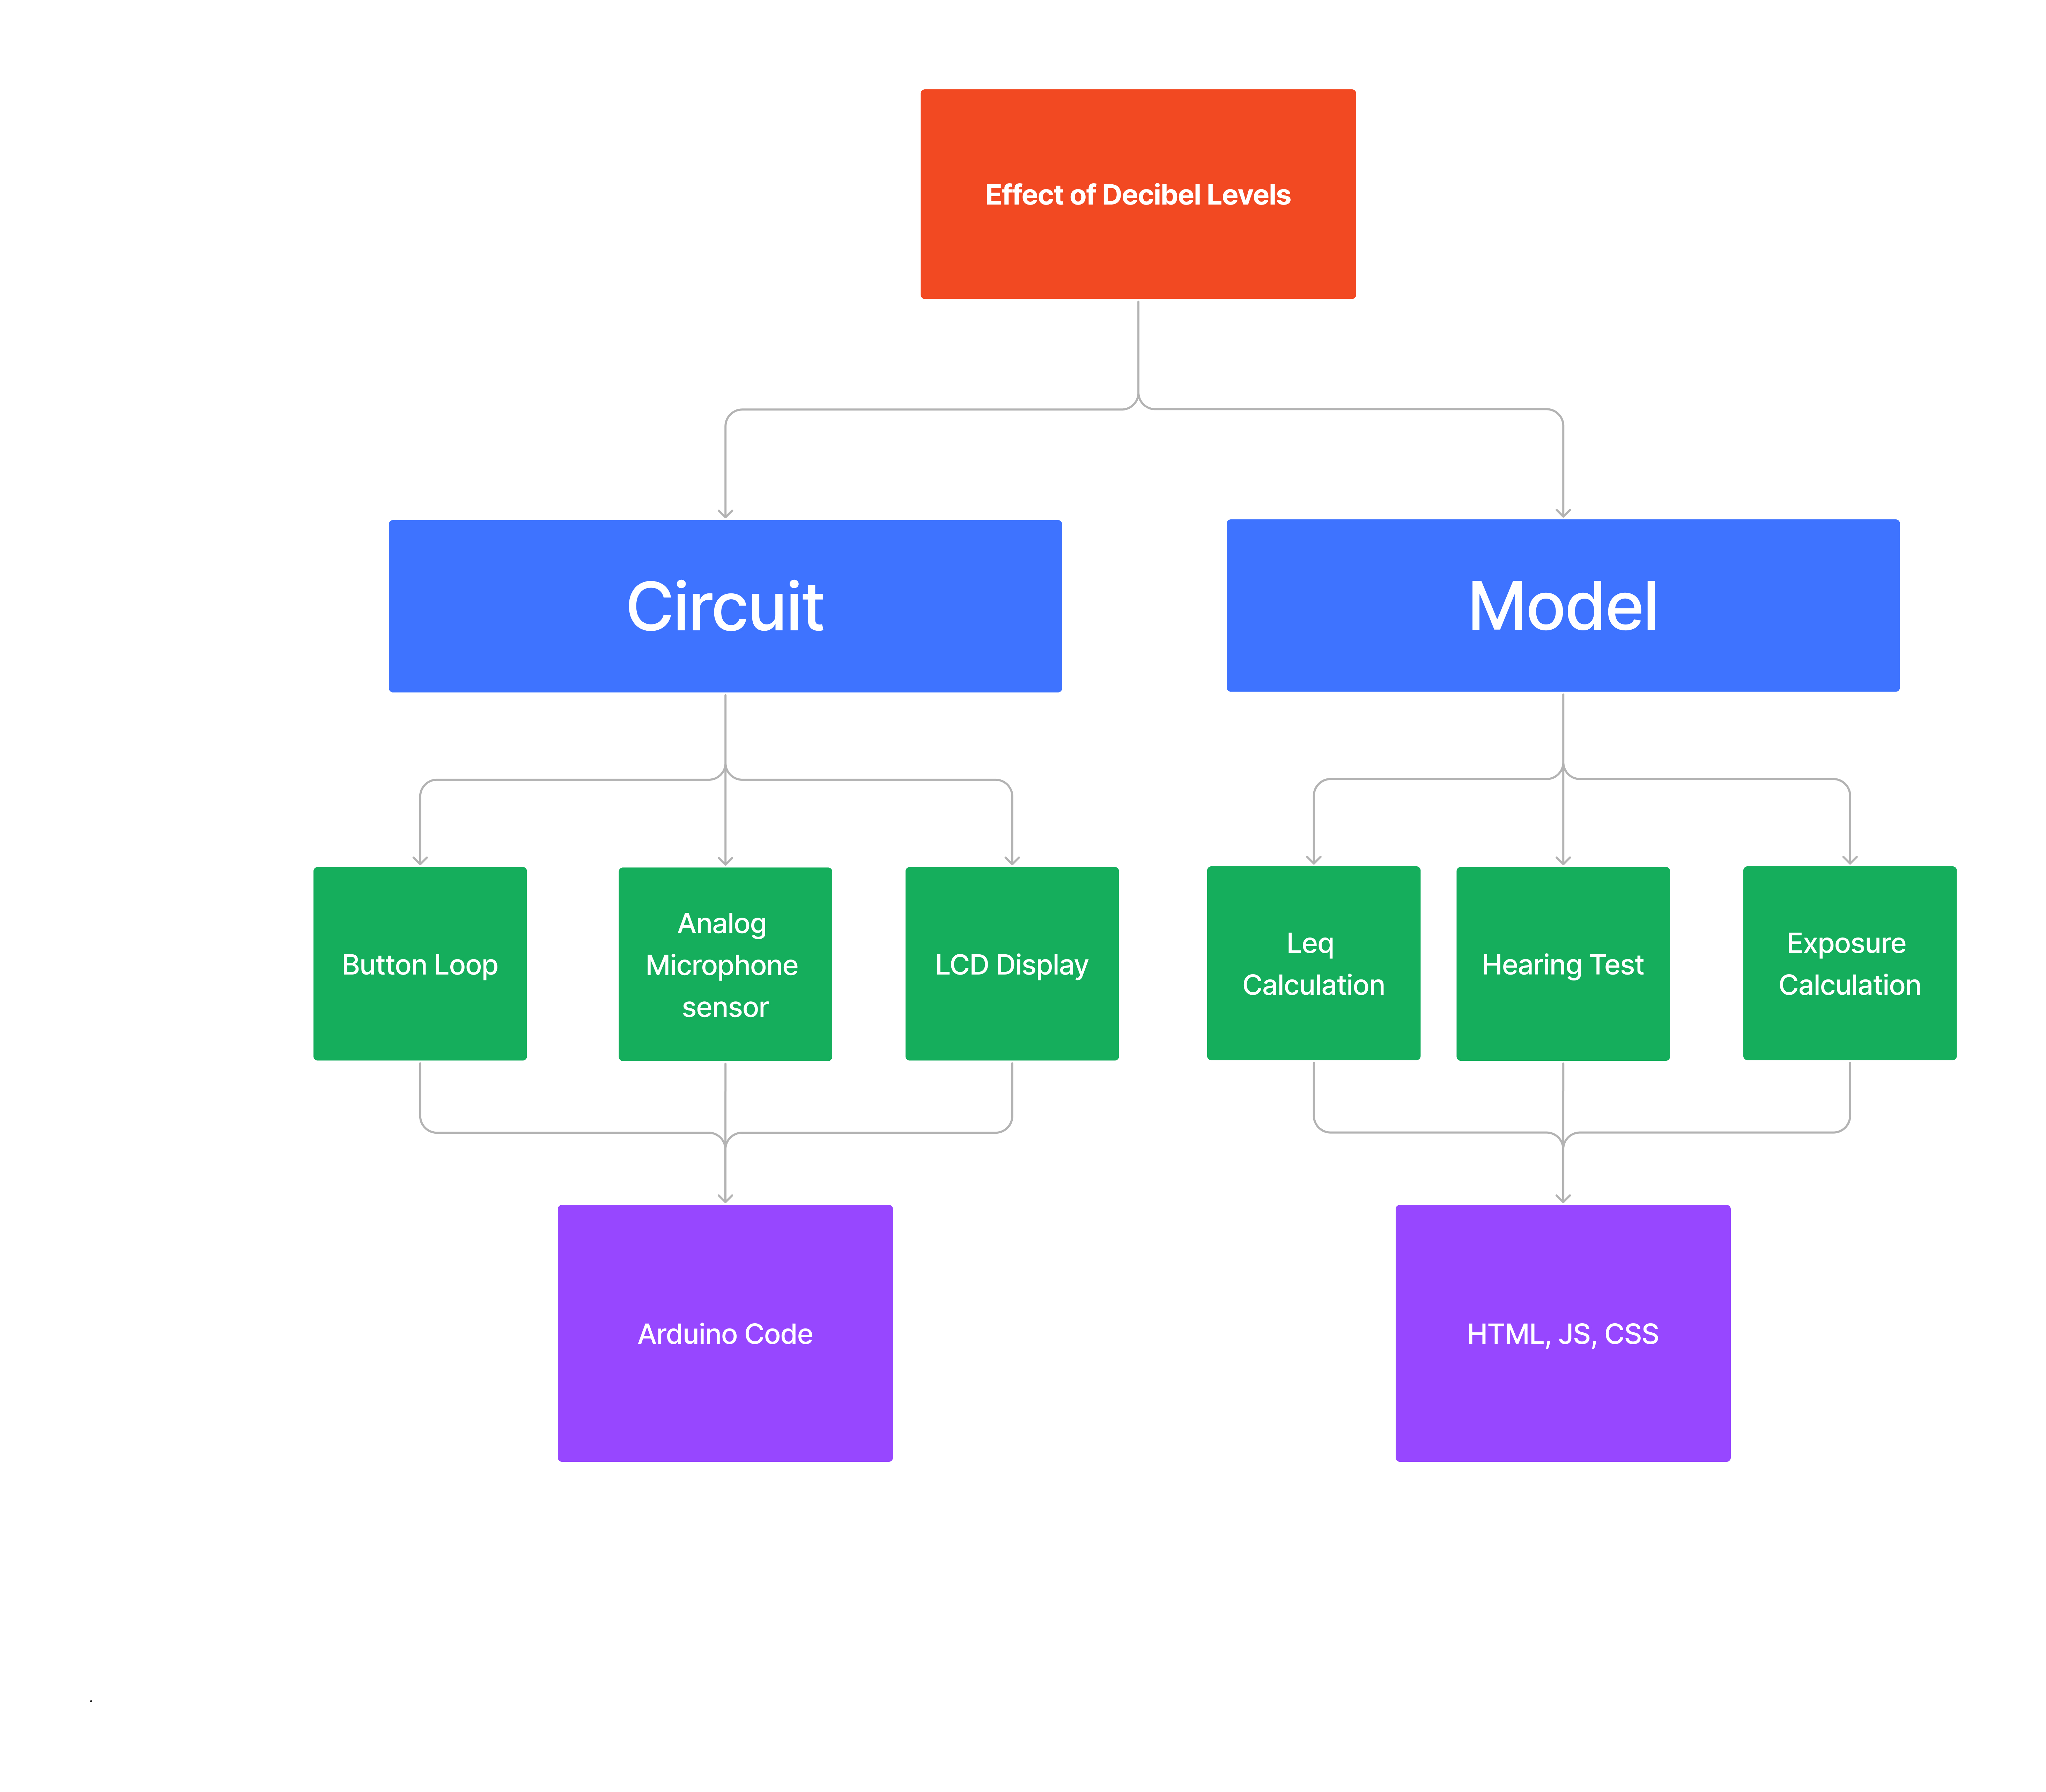 Effect of Decibel Levels
Circuit
Model
Button Loop
Analog
Microphone
sensor
LCD Display
Leq
Calculation
Hearing Test
Exposure
Calculation
Arduino Code
HTML, JS, CSS
.